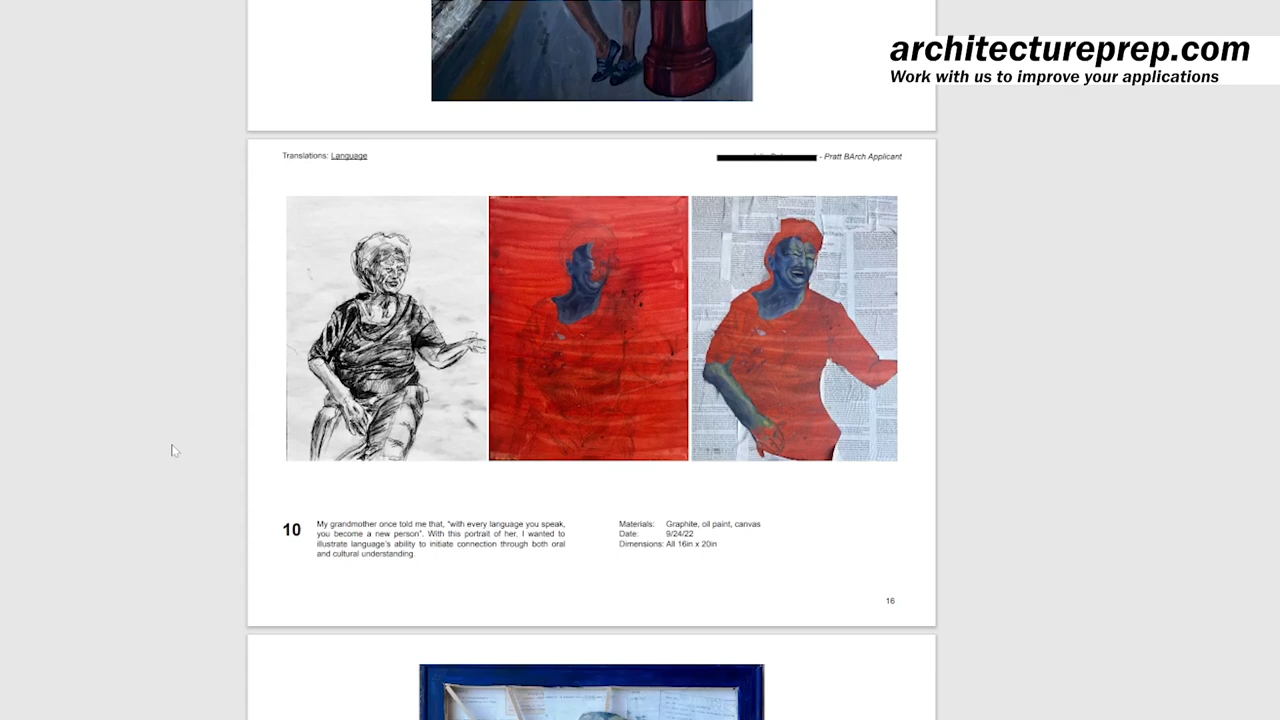 architectureprep.com
Work with us to improve your applications
Translations: Language
- Pratt BArch Applicant
10
My grandmother once told me that, "with every language you speak,
you become a new person". With this portrait of her, I wanted to
illustrate language's ability to initiate connection through both oral
and cultural understanding.
Materials: Graphite, oil paint, canvas
Date: 9/24/22
Dimensions: All 16in x 20in
16